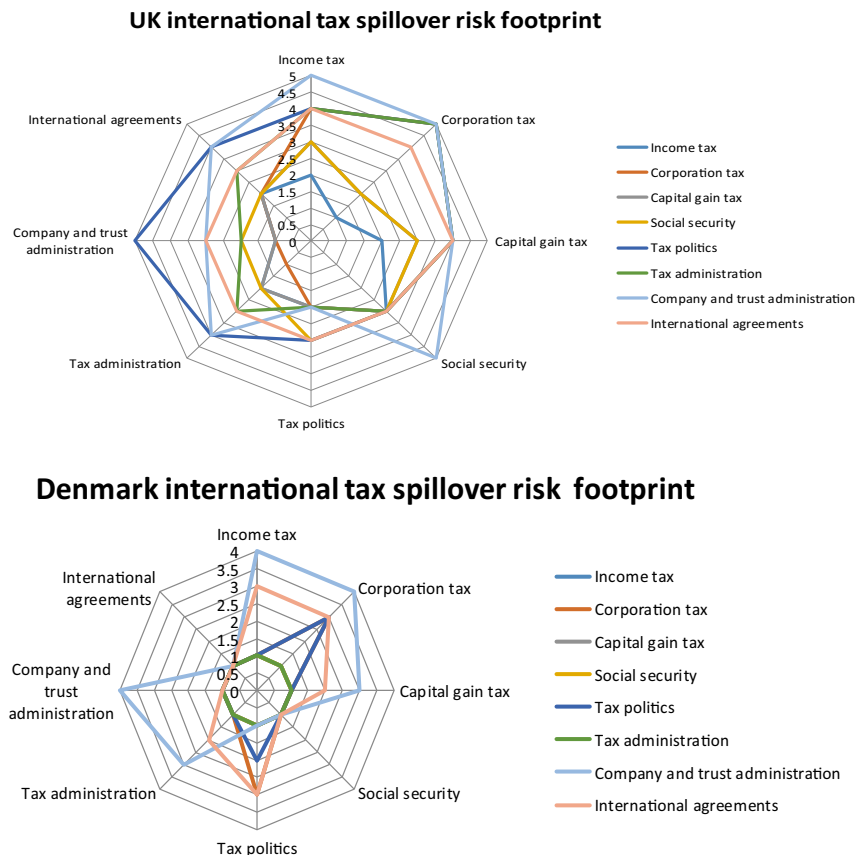 UK international tax spillover risk footprint
Income tax
5
4.5
4
3.5
3
2.5
2
1.5
1
0.5
0
Corporation tax
Capital gain tax
Social security
Tax politics
Tax administration
Company and trust
administration
International agreements
Income tax
Corporation tax
Capital gain tax
Social security
Tax politics
Tax administration
Company and trust administration
International agreements
Denmark international tax spillover risk footprint
Income tax
4
3.5
3
2.5
2
1.5
1
0.5
0
Corporation tax
Capital gain tax
Social security
Tax politics
Tax administration
Company and
trust
administration
International
agreements
Income tax
Corporation tax
Capital gain tax
Social security
Tax politics
Tax administration
Company and trust administration
International agreements